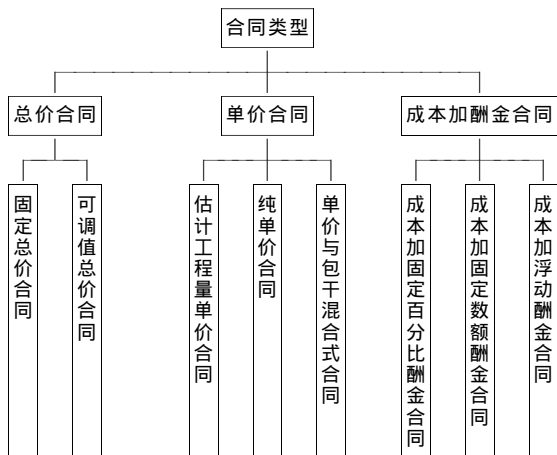 合同类型
总价合同
单价合同
成本加酬金合同
固定总价合同
可调值总价合同
估计工程量单价合同
纯单价合同
单价与包干混合式合同
成本加固定百分比酬金合同
成本加固定数额酬金合同
成本加浮动酬金合同